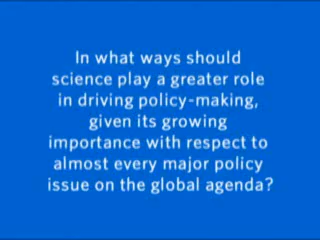 In what ways should
science play a greater role
in driving policy-making,
given its growing
importance with respect to
almost every major policy
issue on the global agenda?